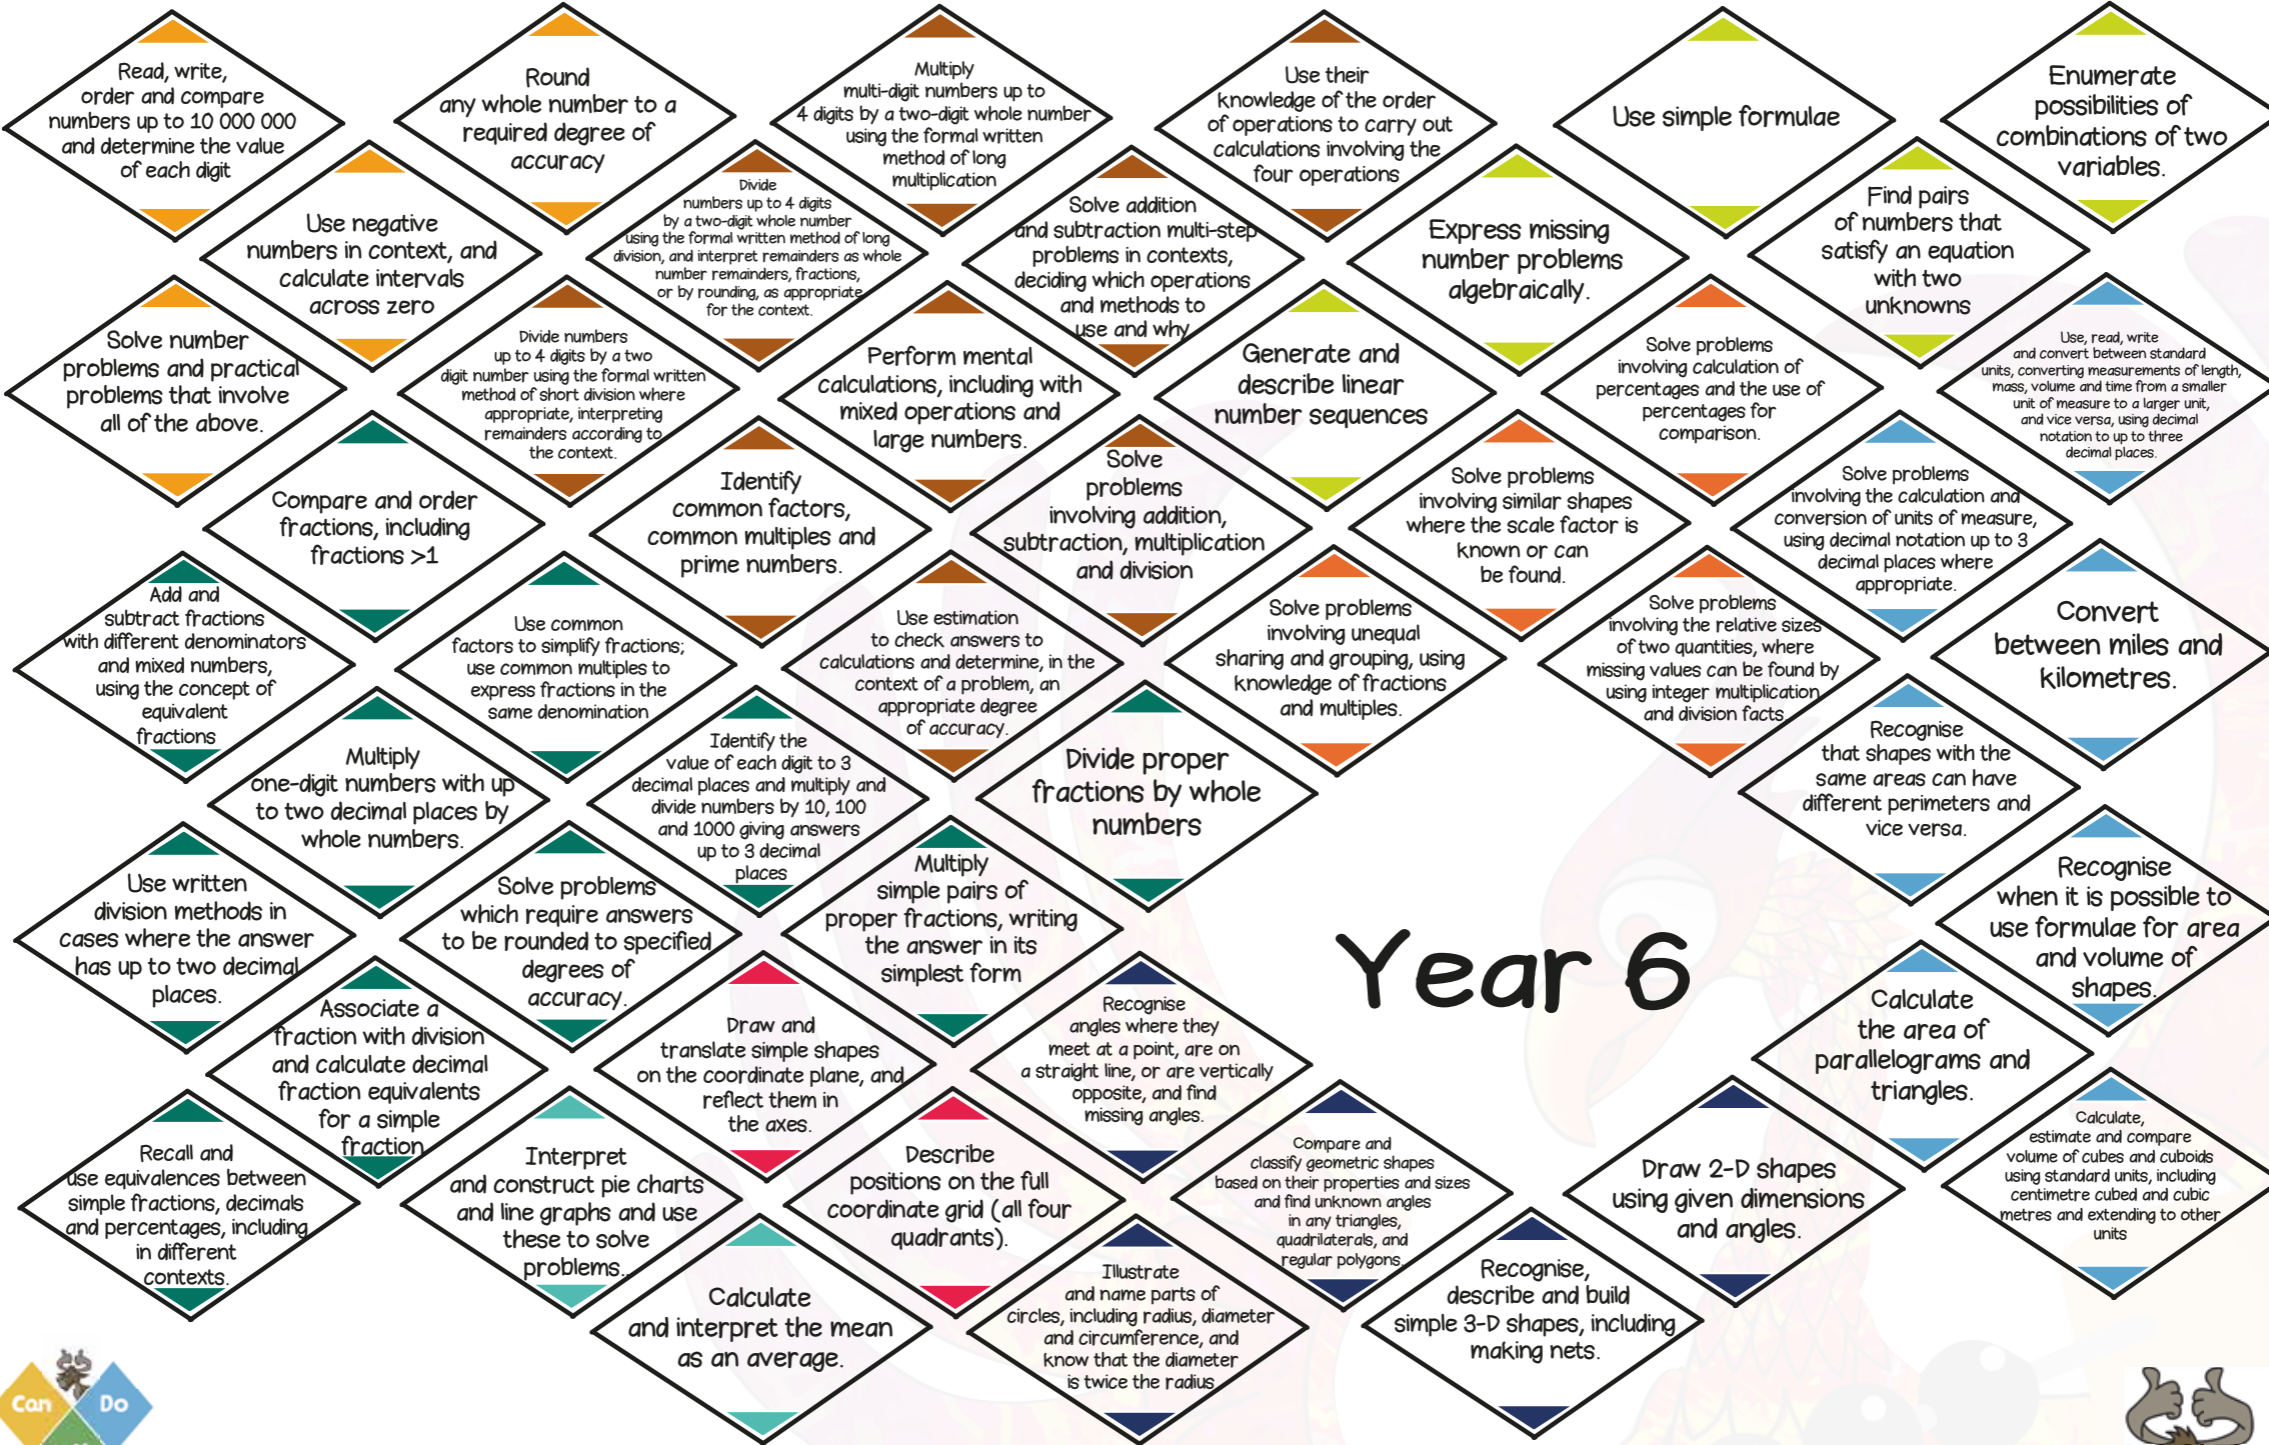 Read, write,
order and compare
numbers up to 10 000 000
and determine the value
of each digit
Round
any whole number to a
required degree of
accuracy
Multiply
multi-digit numbers up to
4 digits by a two-digit whole number
using the formal written
method of long
multiplication
Use their
knowledge of the order
of operations to carry out
calculations involving the
four operations
Use simple formulae
Enumerate
possibilities of
combinations of two
variables.
Use negative
numbers in context, and
calculate intervals
across zero
Divide
numbers up to 4 digits
by a two-digit whole number
using the formal written method of long
division, and interpret remainders as whole
number remainders, fractions,
or by rounding, as appropriate
for the context.
Solve addition
and subtraction multi-step
problems in contexts,
deciding which operations
and methods to
use and why
Express missing
number problems
algebraically.
Find pairs
of numbers that
satisfy an equation
with two
unknowns
Solve number
problems and practical
problems that involve
all of the above.
Divide numbers
up to 4 digits by a two
digit number using the formal written
method of short division where
appropriate, interpreting
remainders according to
the context.
Perform mental
calculations, including with
mixed operations and
large numbers.
Generate and
describe linear
number sequences
Solve problems
involving calculation of
percentages and the use of
percentages for
comparison.
Use, read, write
and convert between standard
units, converting measurements of length,
mass, volume and time from a smaller
unit of measure to a larger unit,
and vice versa, using decimal
notation to up to three
decimal places.
Compare and order
fractions, including
fractions >1
Identify
common factors,
common multiples and
prime numbers.
Solve
problems
involving addition,
subtraction, multiplication
and division
Solve problems
involving similar shapes
where the scale factor is
known or can
be found.
Solve problems
involving the calculation and
conversion of units of measure,
using decimal notation up to 3
decimal places where
appropriate.
Add and
subtract fractions
with different denominators
and mixed numbers,
using the concept of
equivalent
fractions
Use common
factors to simplify fractions;
use common multiples to
express fractions in the
same denomination
Use estimation
to check answers to
calculations and determine, in the
context of a problem, an
appropriate degree
of accuracy.
Solve problems
involving unequal
sharing and grouping, using
knowledge of fractions
and multiples.
Solve problems
involving the relative sizes
of two quantities, where
missing values can be found by
using integer multiplication
and division facts
Convert
between miles and
kilometres.
Multiply
one-digit numbers with up
to two decimal places by
whole numbers.
Identify the
value of each digit to 3
decimal places and multiply and
divide numbers by 10, 100
and 1000 giving answers
up to 3 decimal
places
Divide proper
fractions by whole
numbers
Recognise
that shapes with the
same areas can have
different perimeters and
vice versa.
Use written
division methods in
cases where the answer
has up to two decimal
places.
Solve problems
which require answers
to be rounded to specified
degrees of
accuracy.
Multiply
simple pairs of
proper fractions, writing
the answer in its
simplest form
Year 6
Recognise
when it is possible to
use formulae for area
and volume of
shapes.
Associate a
fraction with division
and calculate decimal
fraction equivalents
for a simple
fraction
Draw and
translate simple shapes
on the coordinate plane, and
reflect them in
the axes.
Recognise
angles where they
meet at a point, are on
a straight line, or are vertically
opposite, and find
missing angles.
Calculate
the area of
parallelograms and
triangles.
Recall and
use equivalences between
simple fractions, decimals
and percentages, including
in different
contexts.
Interpret
and construct pie charts
and line graphs and use
these to solve
problems..
Describe
positions on the full
coordinate grid (all four
quadrants).
Compare and
classify geometric shapes
based on their properties and sizes
and find unknown angles
in any triangles,
quadrilaterals, and
regular polygons.
Draw 2-D shapes
using given dimensions
and angles.
Calculate,
estimate and compare
volume of cubes and cuboids
using standard units, including
centimetre cubed and cubic
metres and extending to other
units
Calculate
and interpret the mean
as an average.
Illustrate
and name parts of
circles, including radius, diameter
and circumference, and
know that the diameter
is twice the radius
Recognise,
describe and build
simple 3-D shapes, including
making nets.
Can Do